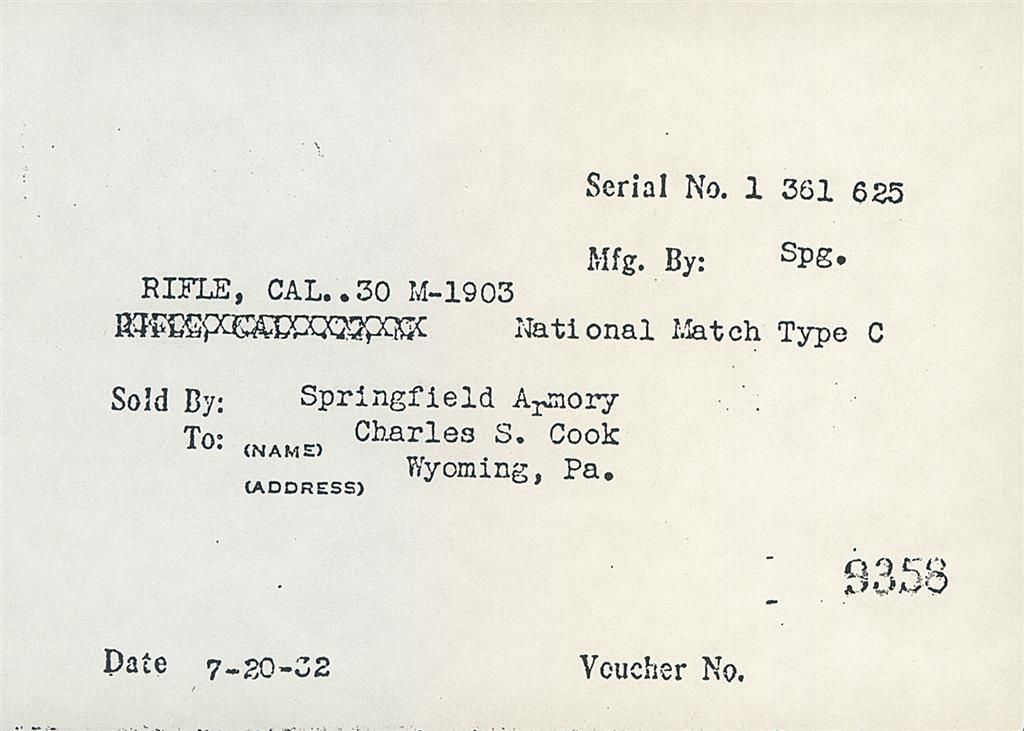 Serial No. 1 361 625
Mfg. By: Spg.
RIFLE, CAL..30 M-1903
National Match Type C
Sold By: Springfield Armory
To: (NAME) Charles S. Cook
(ADDRESS) Wyoming, Pa.
9358
Date 7-20-32
Voucher No.